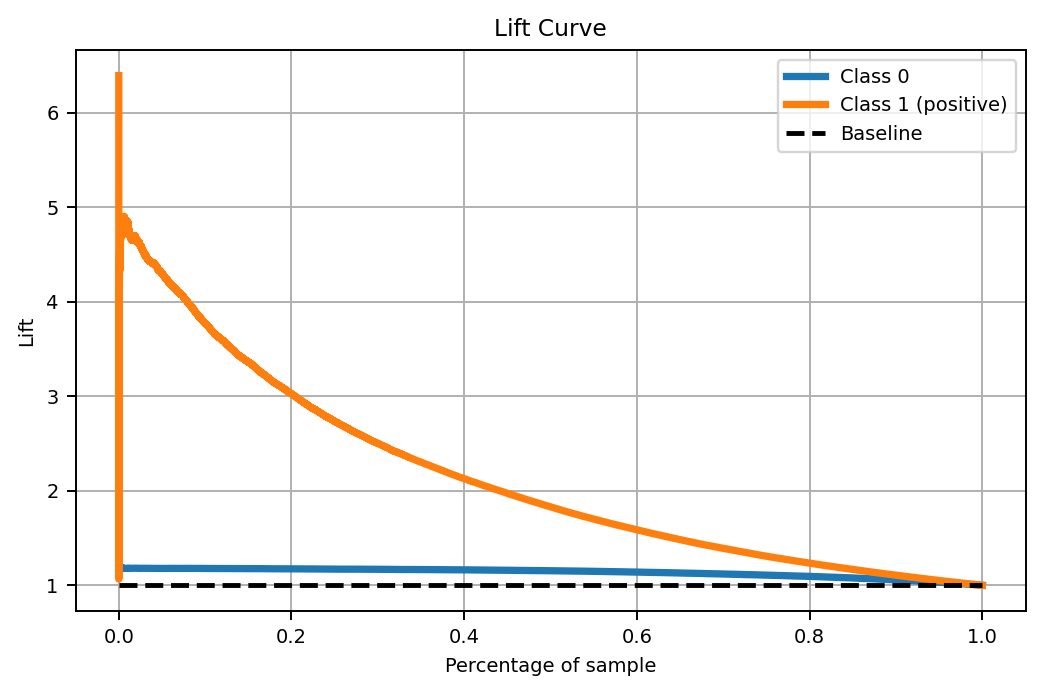 Lift Curve
Class 0
Class 1 (positive)
Baseline
Lift
6
5
4
3
2
1
0.0 0.2 0.4 0.6 0.8 1.0
Percentage of sample